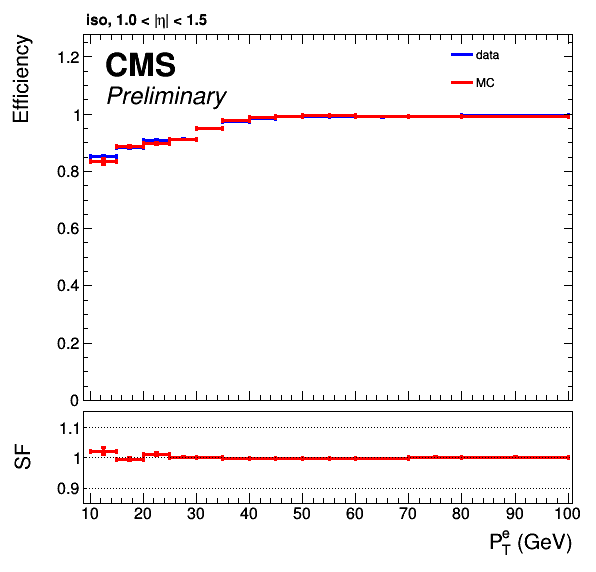 iso, 1.0 < |η| < 1.5
Efficiency
CMS
Preliminary
data
MC
1.2
1
0.8
0.6
0.4
0.2
0
SF
1.1
1
0.9
10 20 30 40 50 60 70 80 90 100
P_T^e (GeV)